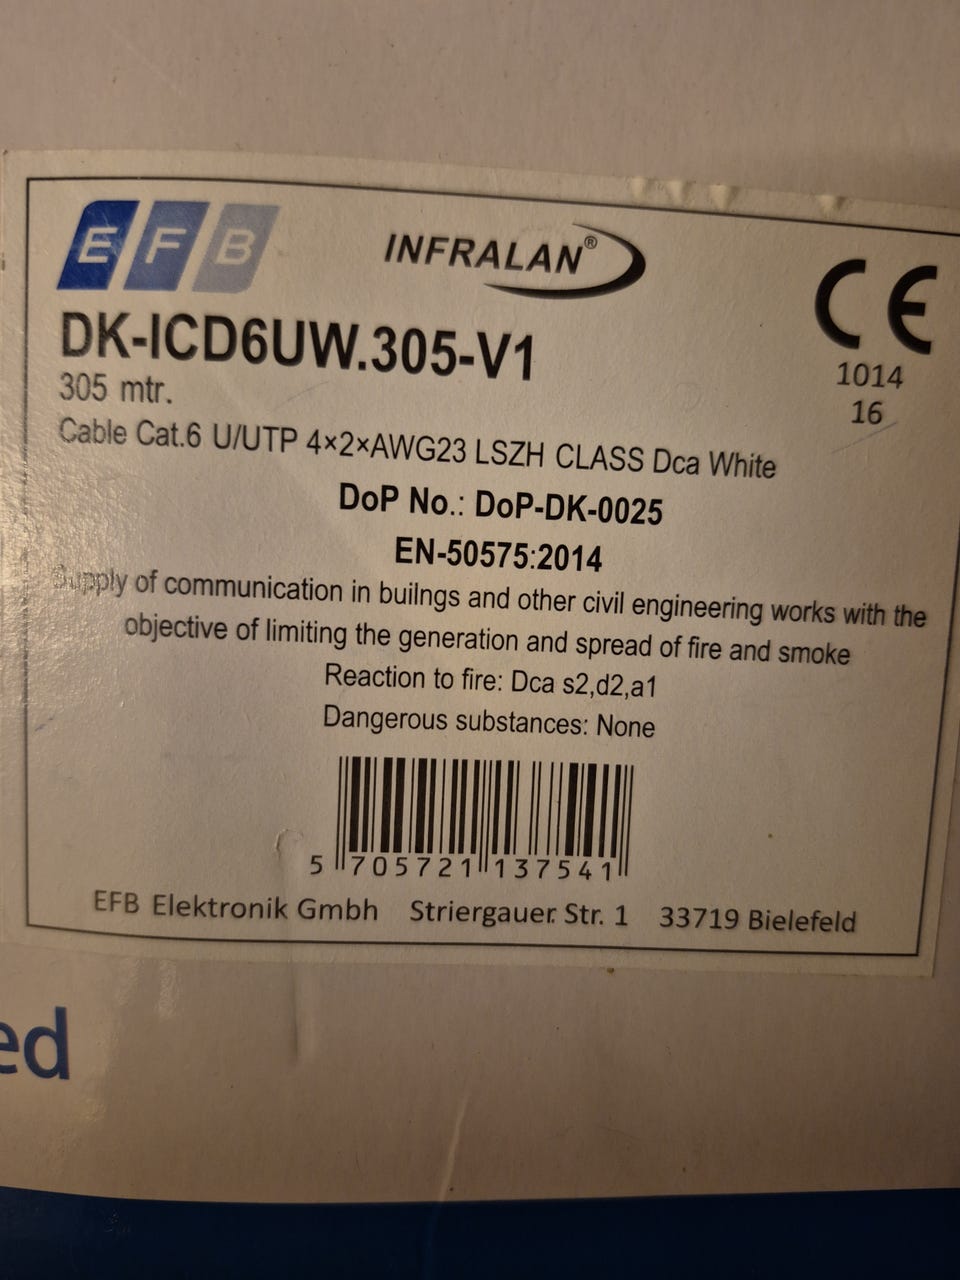 EFB
INFRALAN®
CE
DK-ICD6UW.305-V1
1014
305 mtr.
16
Cable Cat.6 U/UTP 4×2×AWG23 LSZH CLASS Dca White
DoP No.: DoP-DK-0025
EN-50575:2014
Supply of communication in builngs and other civil engineering works with the
objective of limiting the generation and spread of fire and smoke
Reaction to fire: Dca s2,d2,a1
Dangerous substances: None
5 705721 137541
EFB Elektronik Gmbh Striergauer Str. 1 33719 Bielefeld
ed